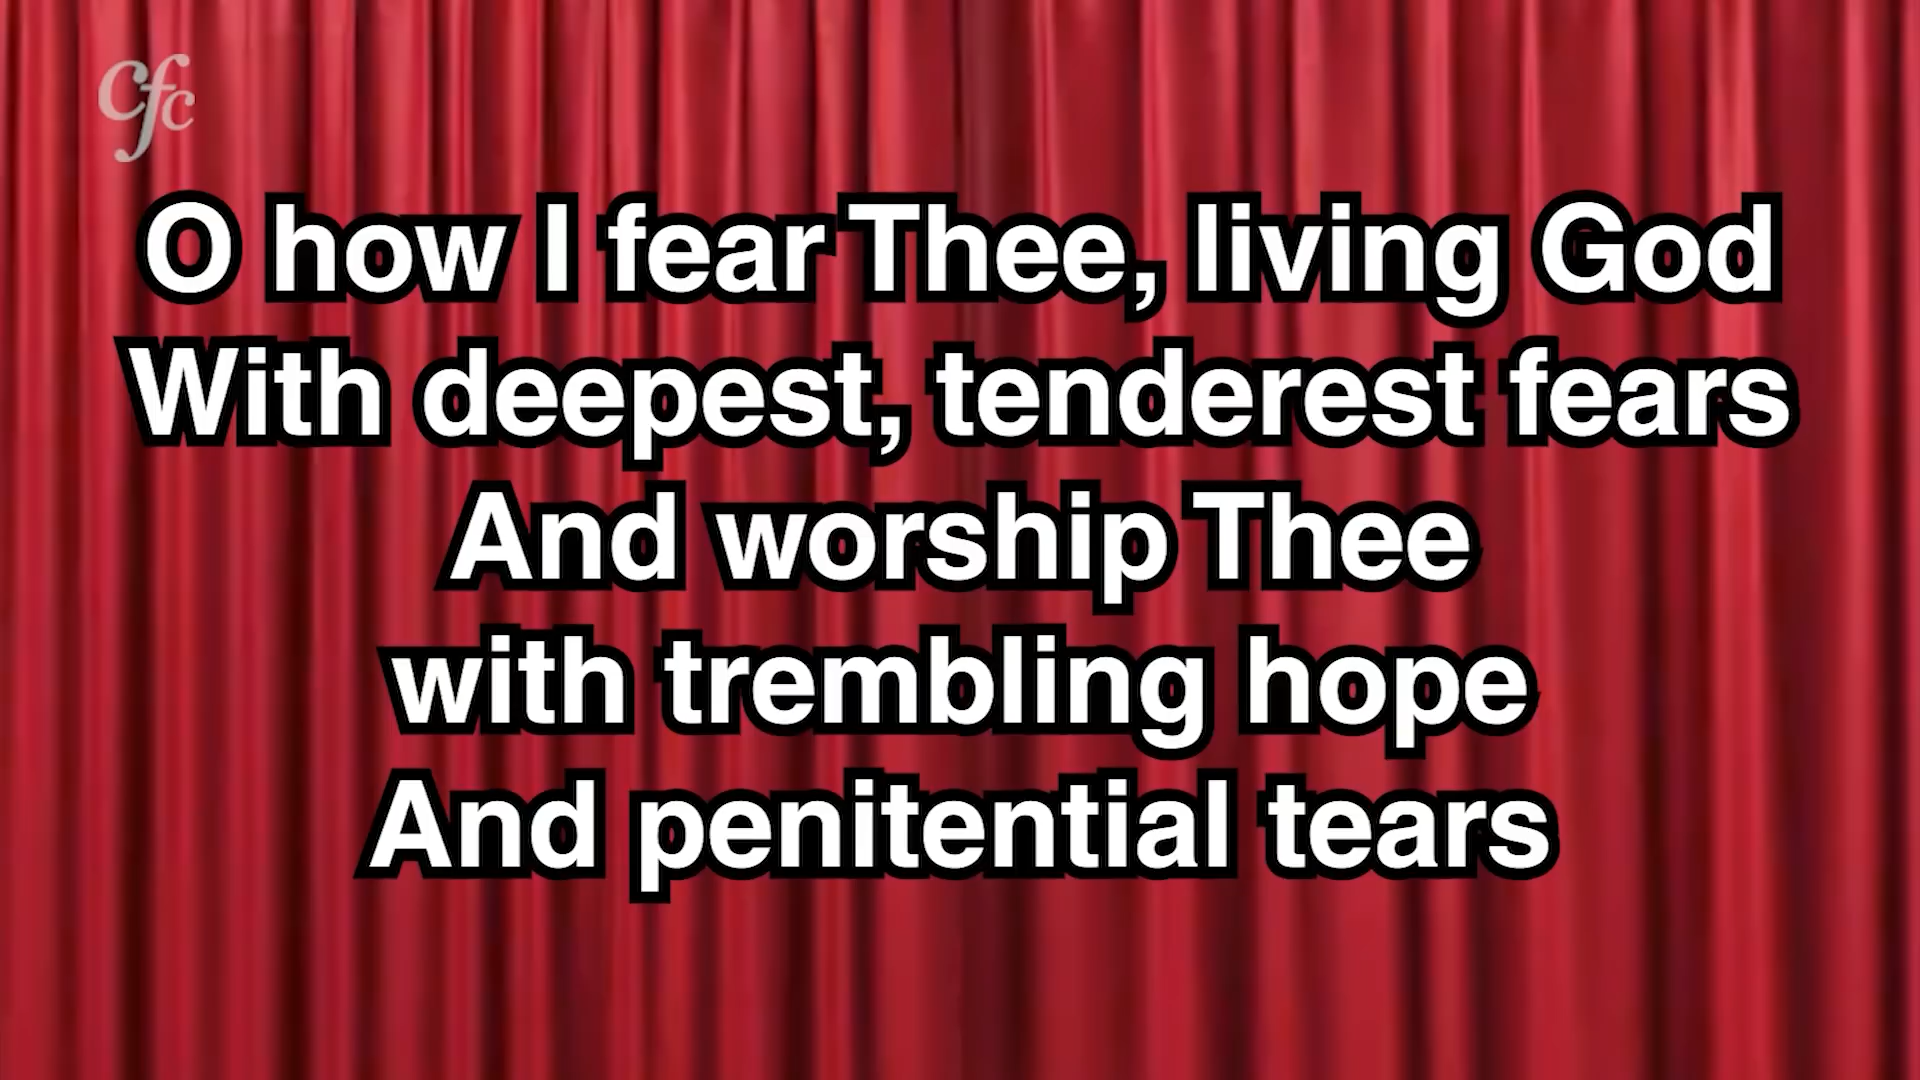 cfc
O how I fear Thee, living God
With deepest, tenderest fears
And worship Thee
with trembling hope
And penitential tears